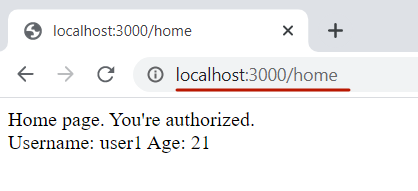 localhost:3000/home
localhost:3000/home
Home page. You're authorized.
Username: user1 Age: 21